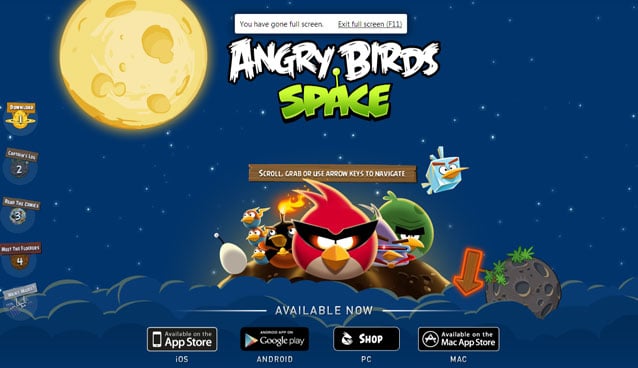 You have gone full screen. Exit full screen (F11)
ANGRY BIRDS
SPACE
DOWNLOAD
1
CAPTAIN'S LOG
2
READ THE COMICS
3
MEET THE FLOCKERS
4
SCROLL, GRAB OR USE ARROW KEYS TO NAVIGATE
AVAILABLE NOW
Available on the
App Store
iOS
ANDROID APP ON
Google play
ANDROID
SHOP
PC
Available on the
Mac App Store
MAC